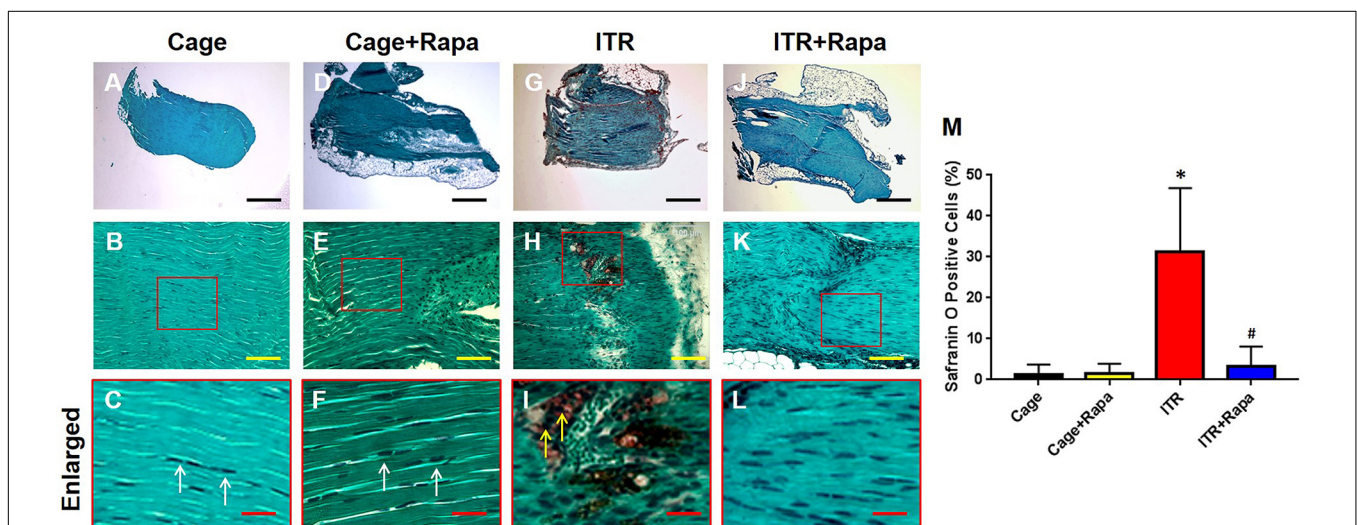 Cage Cage+Rapa ITR ITR+Rapa
A D G J
B E H K
C F I L
Enlarged
M
Safranin O Positive Cells (%)
50
40
30
20
10
0
*
#
Cage Cage+Rapa ITR ITR+Rapa